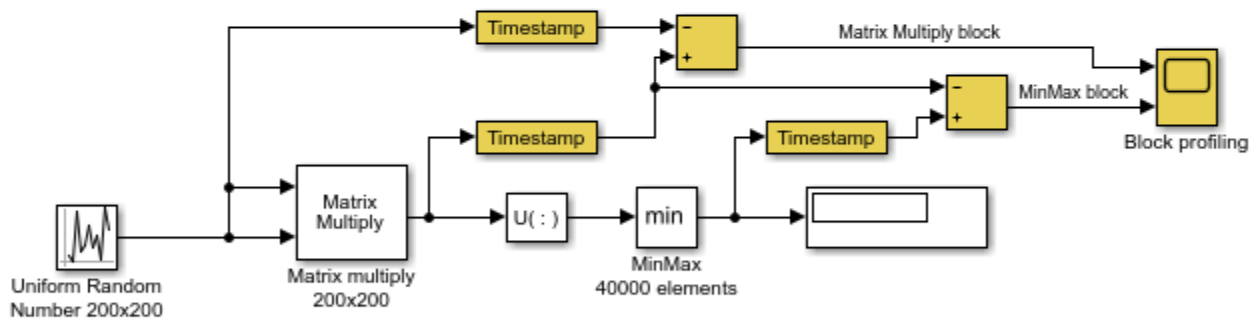 Timestamp
−
+
Matrix Multiply block
−
+
MinMax block
Block profiling
Timestamp
Timestamp
Matrix
Multiply
U( : )
min
Uniform Random
Number 200x200
Matrix multiply
200x200
MinMax
40000 elements